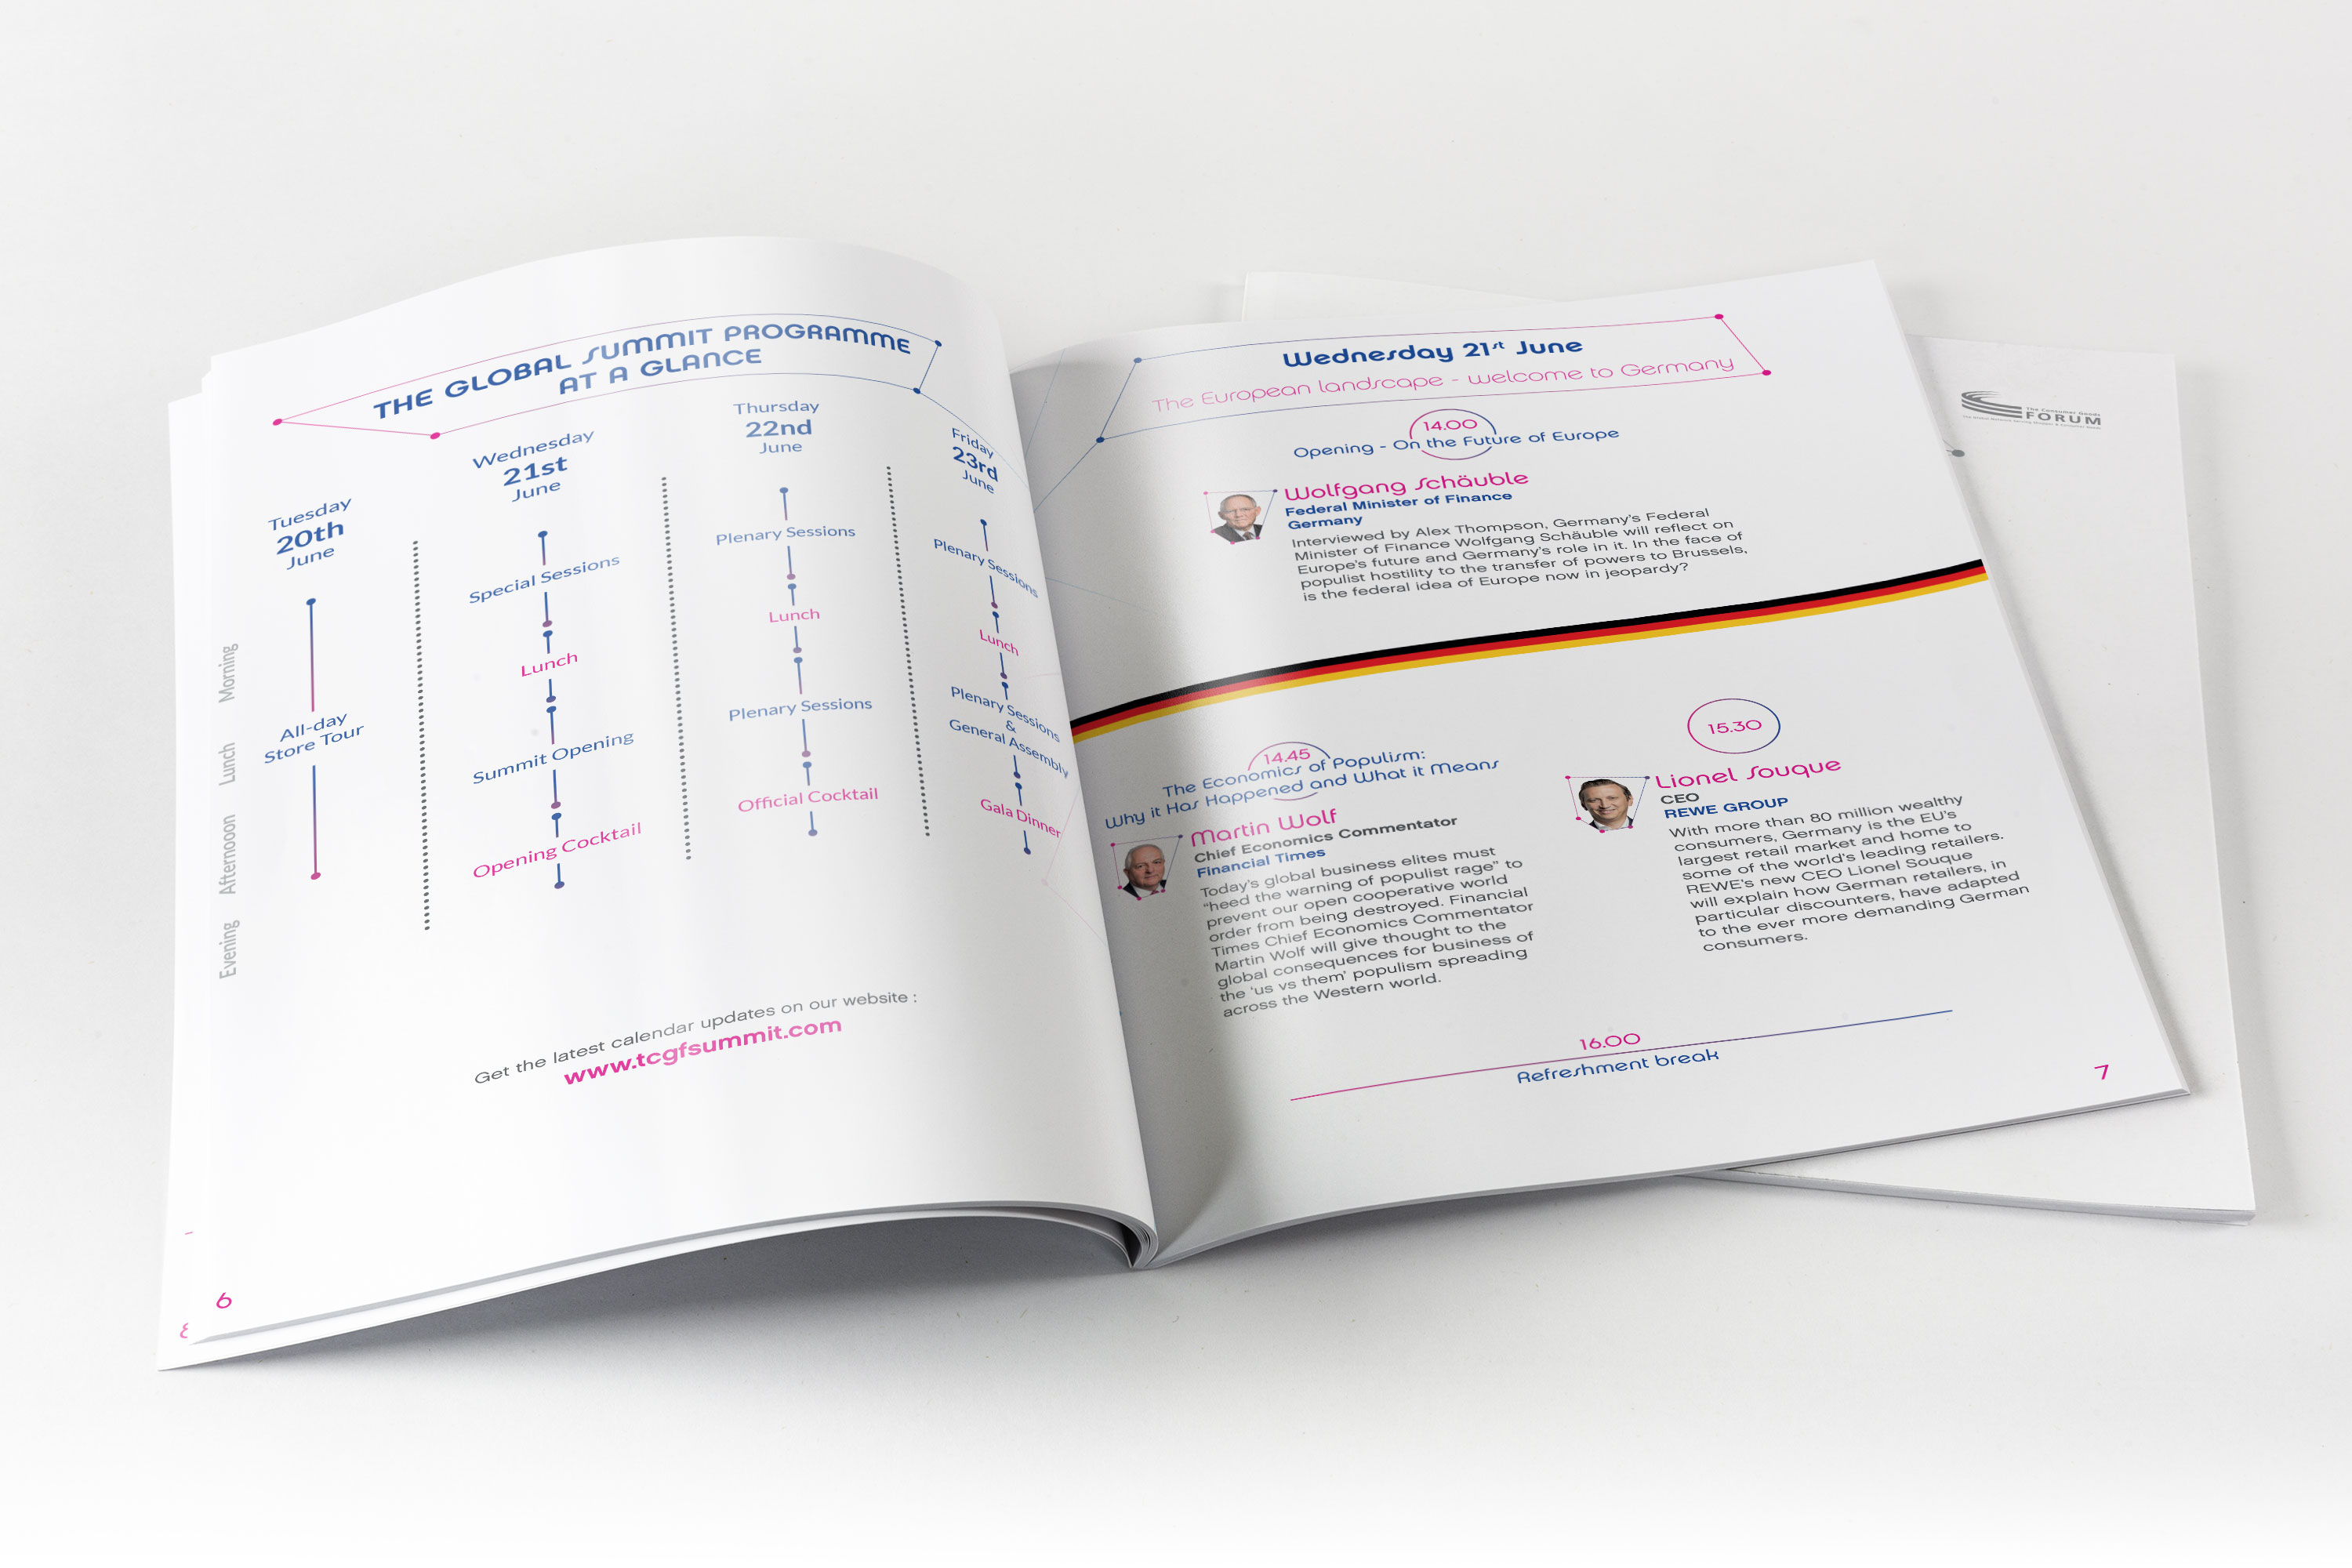 THE GLOBAL SUMMIT PROGRAMME
AT A GLANCE
Tuesday
20th
June
All-day
Store Tour
Wednesday
21st
June
Special Sessions
Lunch
Summit Opening
Opening Cocktail
Thursday
22nd
June
Plenary Sessions
Lunch
Plenary Sessions
Official Cocktail
Friday
23rd
June
Plenary Sessions
Lunch
Plenary Sessions
&
General Assembly
Gala Dinner
Morning
Lunch
Afternoon
Evening
Get the latest calendar updates on our website :
www.tcgfsummit.com
6
8
Wednesday 21st June
The European landscape - welcome to Germany
14.00
Opening - On the Future of Europe
Wolfgang Schäuble
Federal Minister of Finance
Germany
Interviewed by Alex Thompson, Germany's Federal
Minister of Finance Wolfgang Schäuble will reflect on
Europe's future and Germany's role in it. In the face of
populist hostility to the transfer of powers to Brussels,
is the federal idea of Europe now in jeopardy?
14.45
The Economics of Populism:
Why it Has Happened and What it Means
Martin Wolf
Chief Economics Commentator
Financial Times
Today's global business elites must
"heed the warning of populist rage" to
prevent our open cooperative world
order from being destroyed. Financial
Times Chief Economics Commentator
Martin Wolf will give thought to the
global consequences for business of
the 'us vs them' populism spreading
across the Western world.
15.30
Lionel Souque
CEO
REWE GROUP
With more than 80 million wealthy
consumers, Germany is the EU's
largest retail market and home to
some of the world's leading retailers.
REWE's new CEO Lionel Souque
will explain how German retailers, in
particular discounters, have adapted
to the ever more demanding German
consumers.
16.00
Refreshment break
7
The Consumer Goods
FORUM